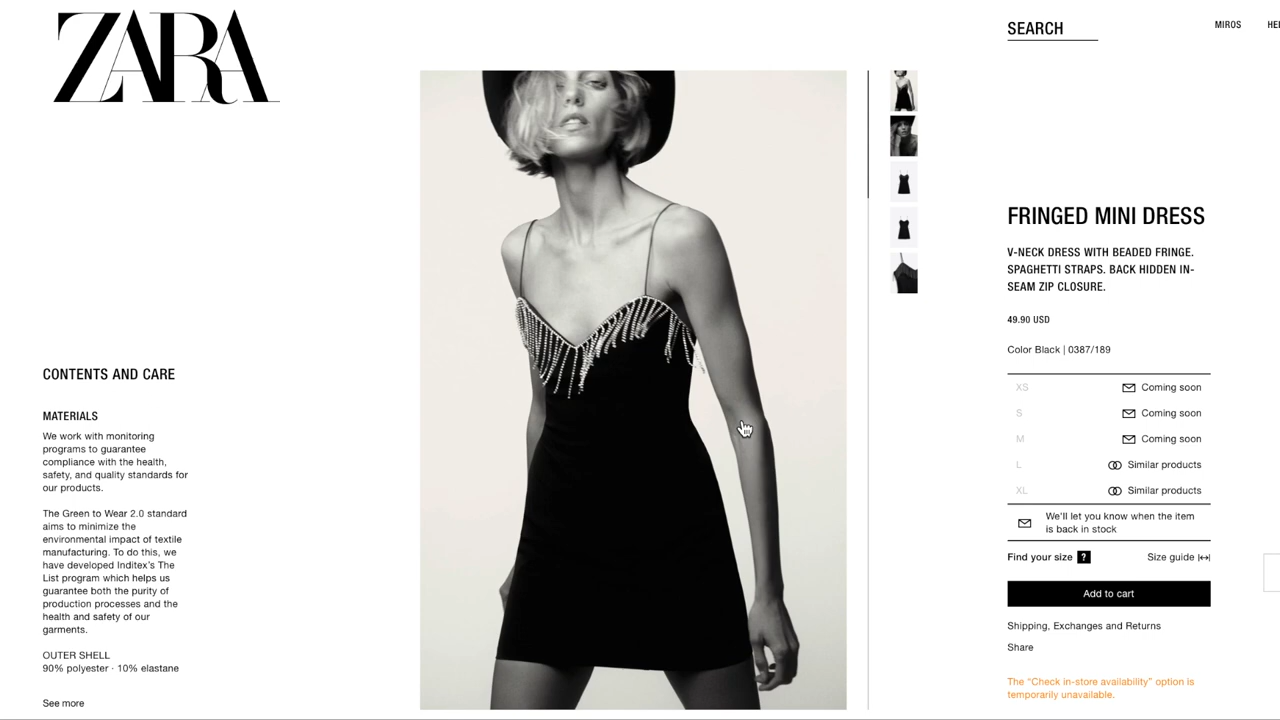 ZARA
SEARCH
MIROS
CONTENTS AND CARE
MATERIALS
We work with monitoring
programs to guarantee
compliance with the health,
safety, and quality standards for
our products.
The Green to Wear 2.0 standard
aims to minimize the
environmental impact of textile
manufacturing. To do this, we
have developed Inditex's The
List program which helps us
guarantee both the purity of
production processes and the
health and safety of our
garments.
OUTER SHELL
90% polyester · 10% elastane
See more
FRINGED MINI DRESS
V-NECK DRESS WITH BEADED FRINGE.
SPAGHETTI STRAPS. BACK HIDDEN IN-
SEAM ZIP CLOSURE.
49.90 USD
Color Black | 0387/189
XS Coming soon
S Coming soon
M Coming soon
L Similar products
XL Similar products
We'll let you know when the item
is back in stock
Find your size ? Size guide
Add to cart
Shipping, Exchanges and Returns
Share
The “Check in-store availability” option is
temporarily unavailable.